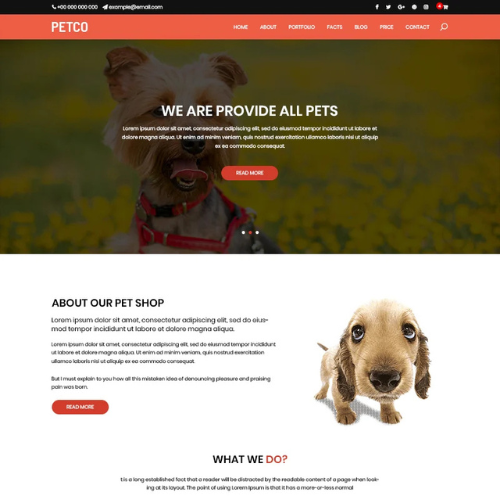 +00 600 000 000 example@email.com
4
PETCO
HOME ABOUT PORTFOLIO FACTS BLOG PRICE CONTACT
WE ARE PROVIDE ALL PETS
Lorem ipsum dolor sit amet, consectetur adipiscing elit, sed do eiusmod tempor incididunt ut labore et
dolore magna aliqua. Ut enim ad minim veniam, quis nostrud exercitation ullamco laboris nisi ut aliquip
ex ea commodo consequat.
READ MORE
ABOUT OUR PET SHOP
Lorem ipsum dolor sit amet, consectetur adipiscing elit, sed do eius-
mod tempor incididunt ut labore et dolore magna aliqua.
Lorem ipsum dolor sit amet, consectetur adipiscing elit, sed do eiusmod tempor incididunt
ut labore et dolore magna aliqua. Ut enim ad minim veniam, quis nostrud exercitation
ullamco laboris nisi ut aliquip ex ea commodo consequat.
But I must explain to you how all this mistaken idea of denouncing pleasure and praising
pain was born.
READ MORE
WHAT WE DO?
t is a long established fact that a reader will be distracted by the readable content of a page when look-
ing at its layout. The point of using Lorem Ipsum is that it has a more-or-less normal